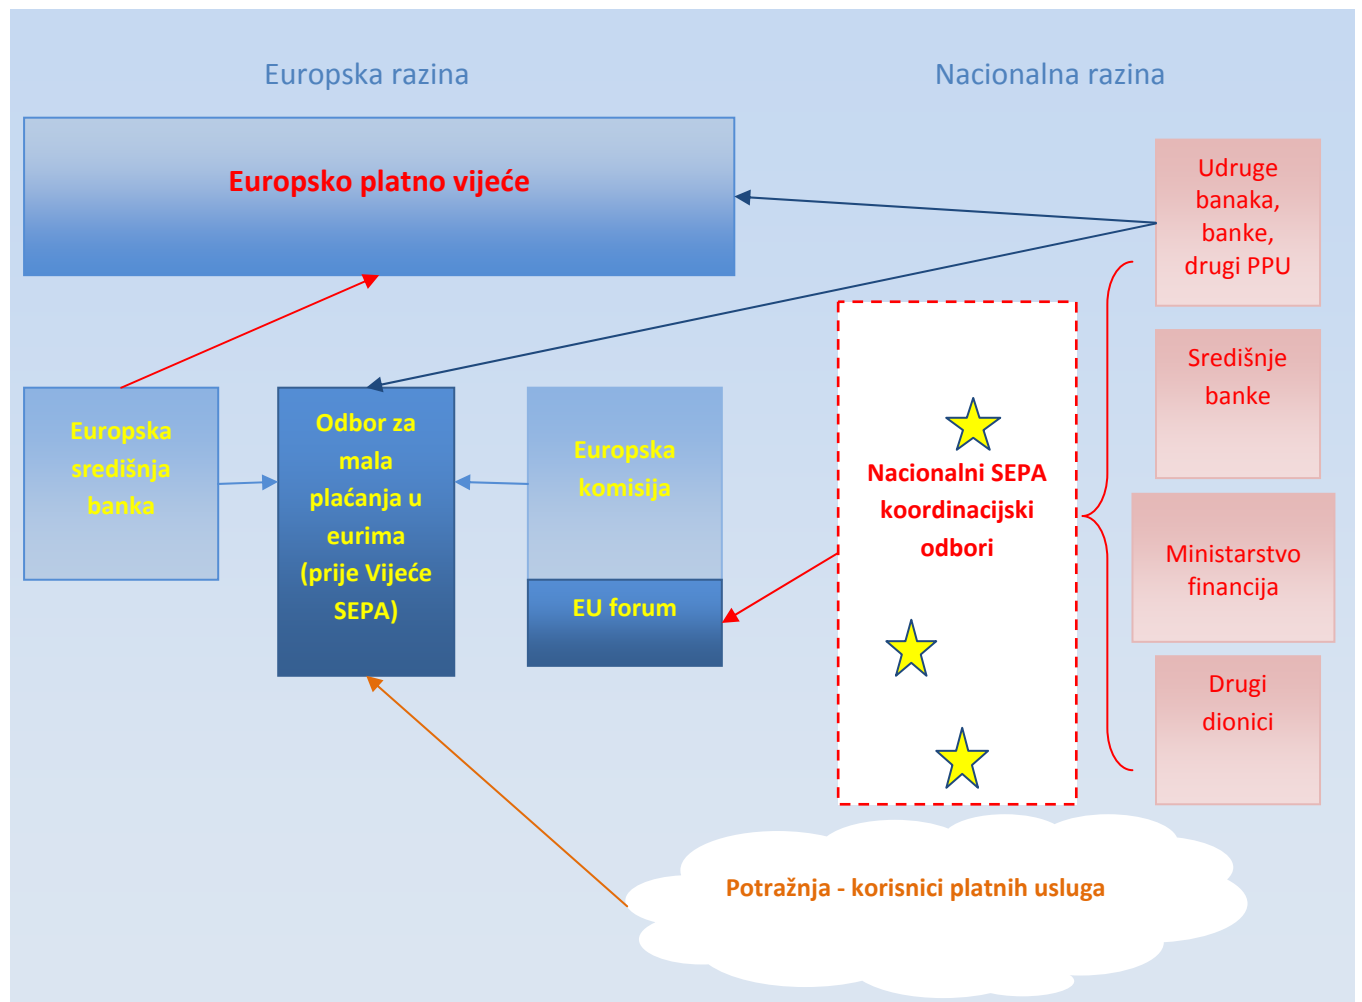 Europska razina
Nacionalna razina
Europsko platno vijeće
Udruge
banaka,
banke,
drugi PPU
Središnje
banke
Europska
središnja
banka
Odbor za
mala
plaćanja u
eurima
(prije Vijeće
SEPA)
Europska
komisija
EU forum
Nacionalni SEPA
koordinacijski
odbori
Ministarstvo
financija
Drugi
dionici
Potražnja - korisnici platnih usluga